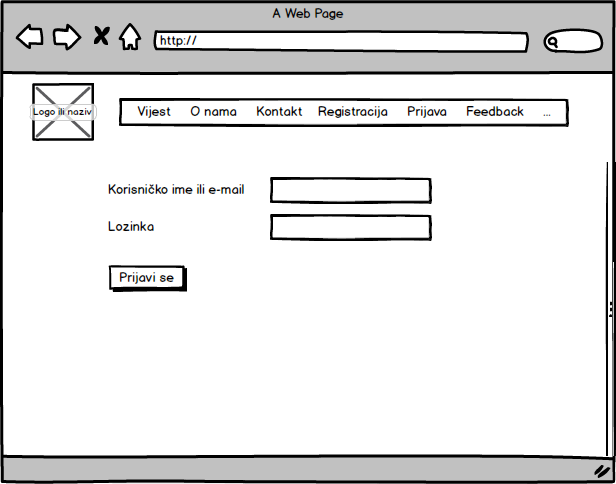 A Web Page
http://
Logo ili naziv
Vijest O nama Kontakt Registracija Prijava Feedback ...
Korisničko ime ili e-mail
Lozinka
Prijavi se